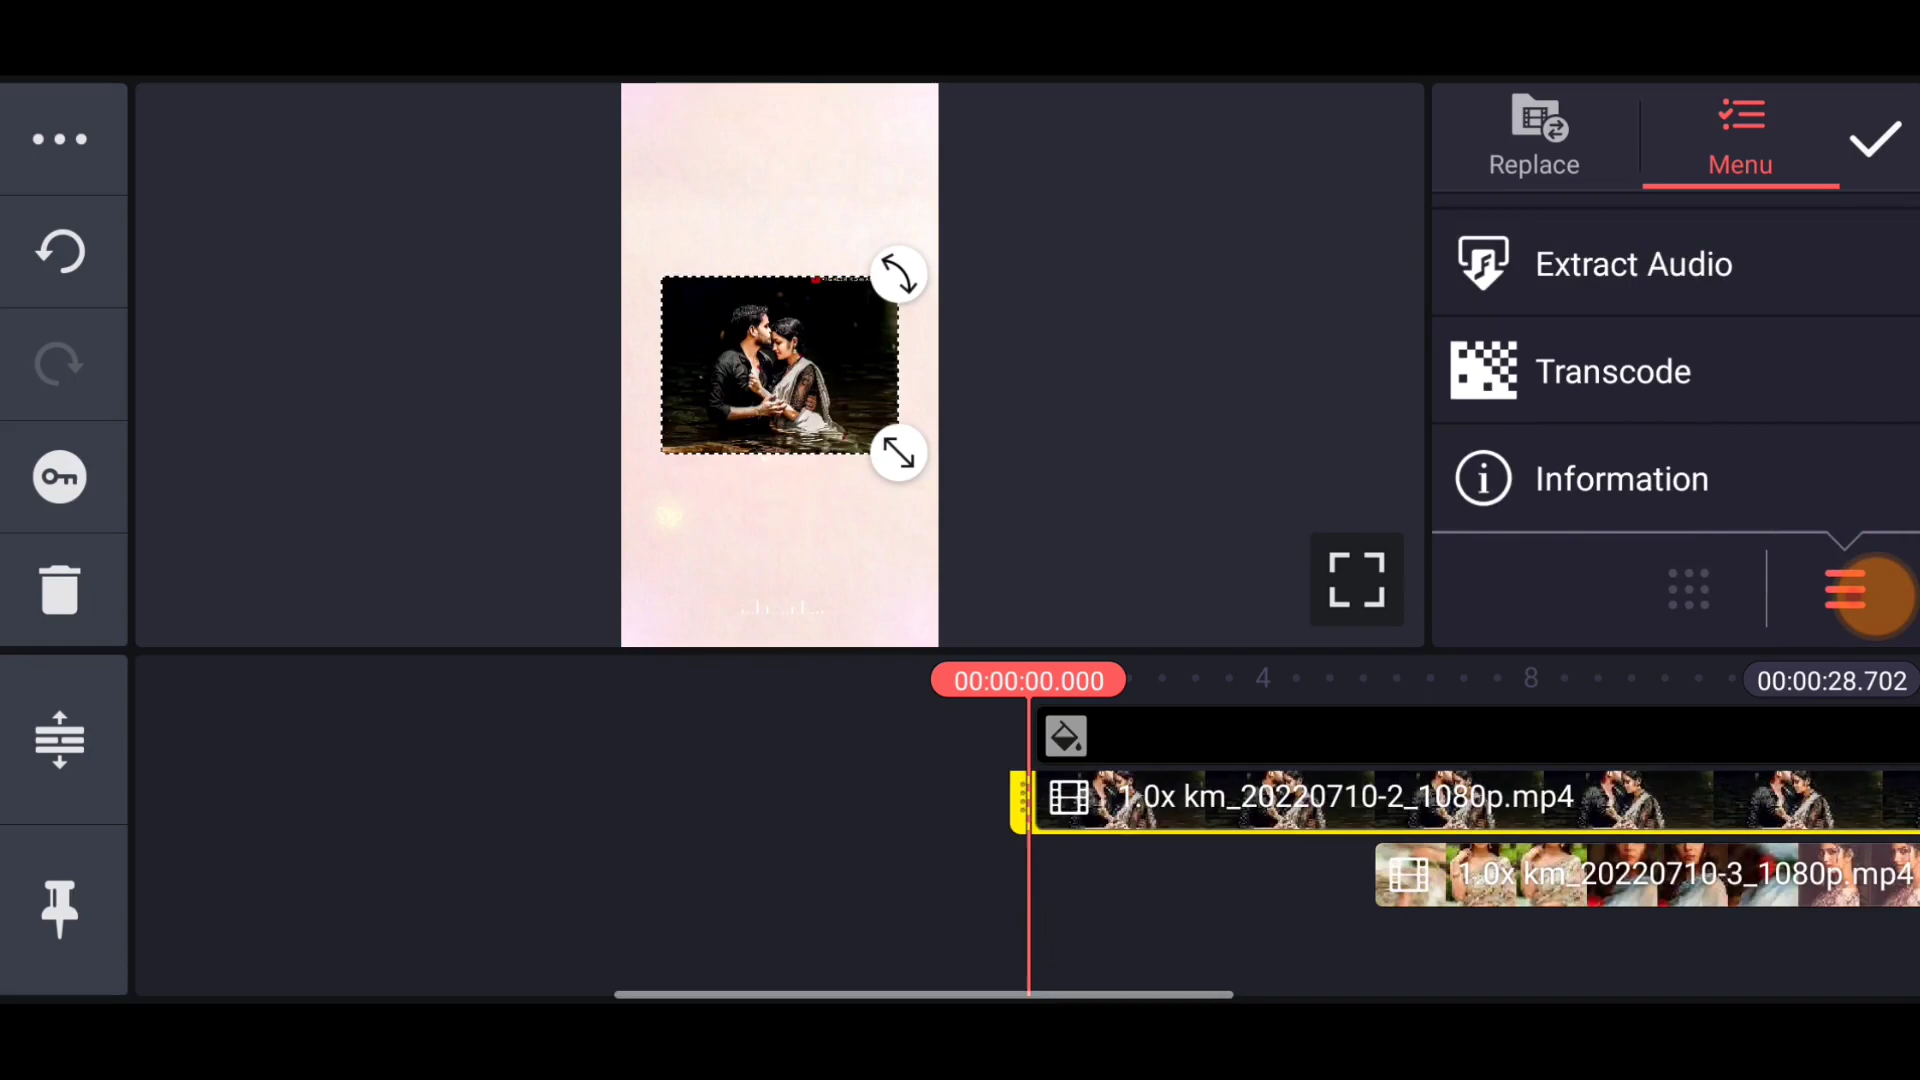 Replace
Menu
Extract Audio
Transcode
Information
00:00:00.000
4
8
00:00:28.702
1.0x km_20220710-2_1080p.mp4
1.0x km_20220710-3_1080p.mp4